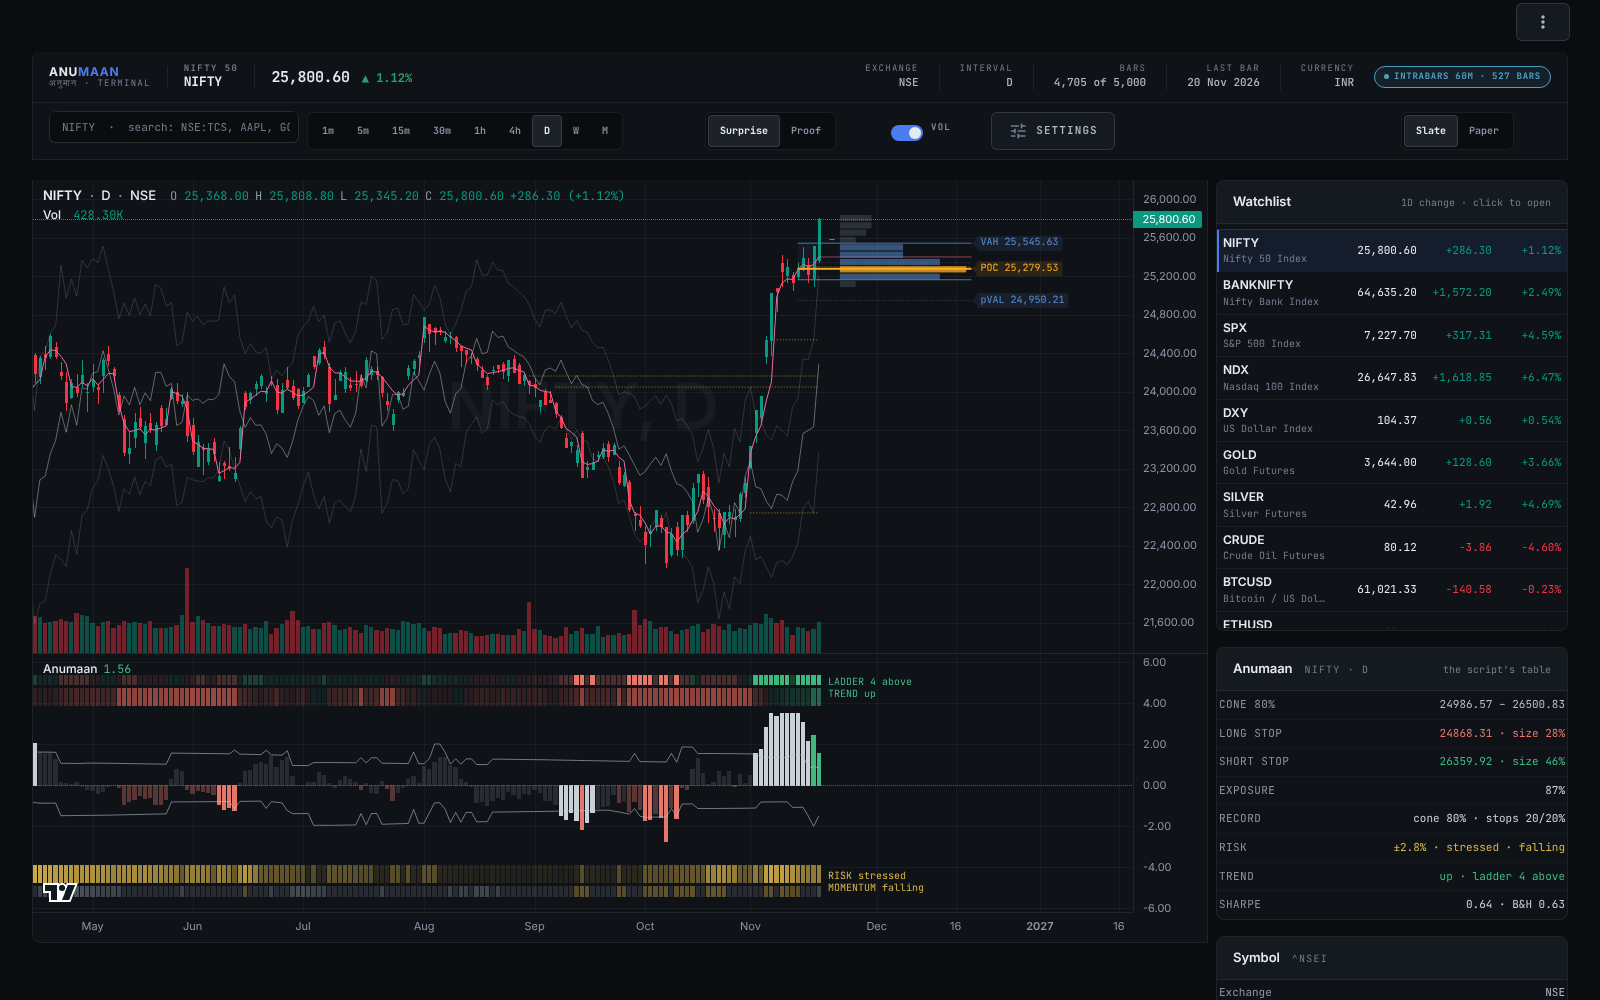 ANUMAAN
अनुमान · TERMINAL
NIFTY 50
NIFTY
25,800.60 ▲ 1.12%
EXCHANGE
NSE
INTERVAL
D
BARS
4,705 of 5,000
LAST BAR
20 Nov 2026
CURRENCY
INR
INTRABARS 60M · 527 BARS
NIFTY · search: NSE:TCS, AAPL, GC
1m 5m 15m 30m 1h 4h D W M
Surprise Proof
VOL
SETTINGS
Slate Paper
NIFTY · D · NSE O 25,368.00 H 25,808.80 L 25,345.20 C 25,800.60 +286.30 (+1.12%)
Vol 428.30K
NIFTY, D
VAH 25,545.63
POC 25,279.53
pVAL 24,950.21
26,000.00
25,800.60
25,600.00
25,200.00
24,800.00
24,400.00
24,000.00
23,600.00
23,200.00
22,800.00
22,400.00
22,000.00
21,600.00
Anumaan 1.56
LADDER 4 above
TREND up
RISK stressed
MOMENTUM falling
6.00
4.00
2.00
0.00
-2.00
-4.00
-6.00
May Jun Jul Aug Sep Oct Nov Dec 16 2027 16
Watchlist 1D change · click to open
NIFTY 25,800.60 +286.30 +1.12%
Nifty 50 Index
BANKNIFTY 64,635.20 +1,572.20 +2.49%
Nifty Bank Index
SPX 7,227.70 +317.31 +4.59%
S&P 500 Index
NDX 26,647.83 +1,618.85 +6.47%
Nasdaq 100 Index
DXY 104.37 +0.56 +0.54%
US Dollar Index
GOLD 3,644.00 +128.60 +3.66%
Gold Futures
SILVER 42.96 +1.92 +4.69%
Silver Futures
CRUDE 80.12 -3.86 -4.60%
Crude Oil Futures
BTCUSD 61,021.33 -140.58 -0.23%
Bitcoin / US Dol…
ETHUSD
Anumaan NIFTY · D the script's table
CONE 80% 24986.57 – 26500.83
LONG STOP 24868.31 · size 28%
SHORT STOP 26359.92 · size 46%
EXPOSURE 87%
RECORD cone 80% · stops 20/20%
RISK ±2.8% · stressed · falling
TREND up · ladder 4 above
SHARPE 0.64 · B&H 0.63
Symbol ^NSEI
Exchange NSE